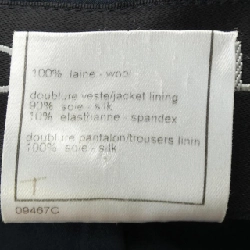 100% laine - wool
doublure veste/jacket lining
90% soie - silk
10% elasthanne - spandex
doublure pantalon/trousers linin
100% soie - silk
09467C